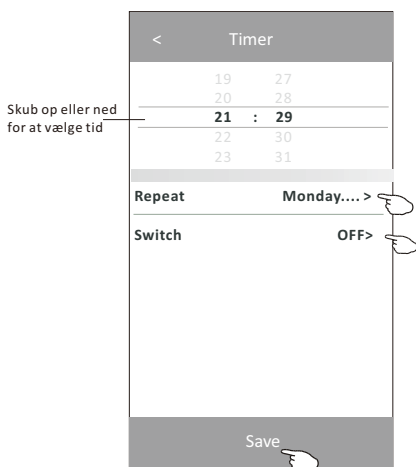 < Timer
19 27
20 28
Skub op eller ned
for at vælge tid
21 : 29
22 30
23 31
Repeat Monday.... >
Switch OFF>
Save